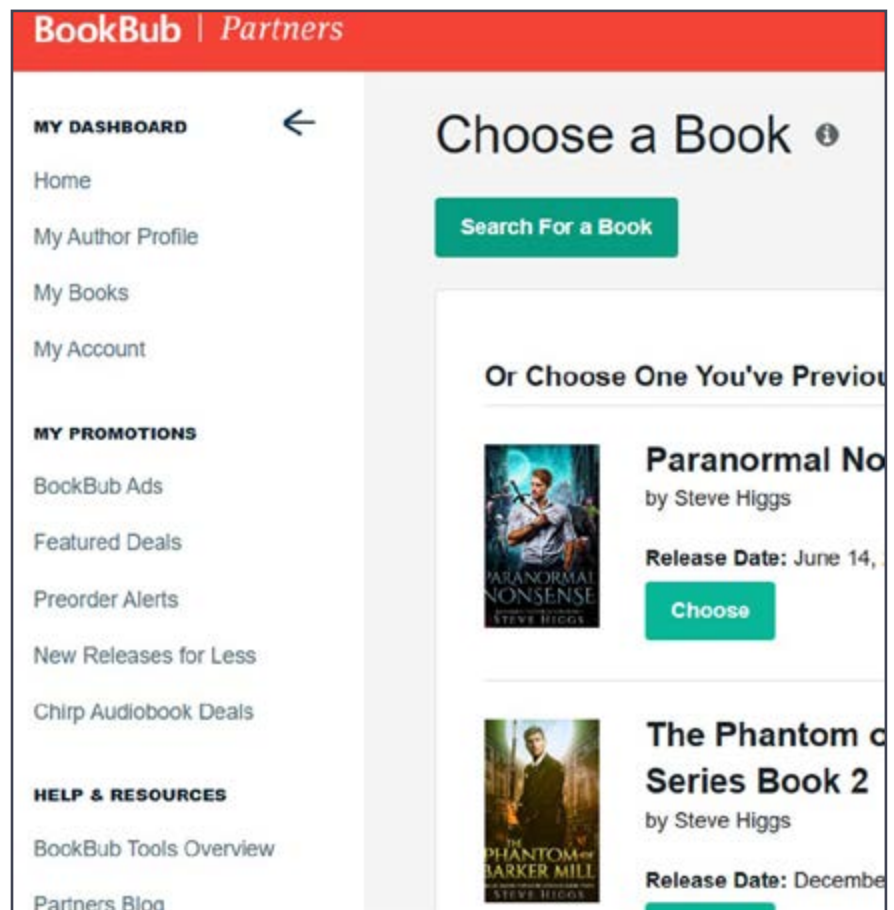 BookBub | Partners
MY DASHBOARD
Home
My Author Profile
My Books
My Account
MY PROMOTIONS
BookBub Ads
Featured Deals
Preorder Alerts
New Releases for Less
Chirp Audiobook Deals
HELP & RESOURCES
BookBub Tools Overview
Partners Blog
Choose a Book
Search For a Book
Or Choose One You've Previou
PARANORMAL
NONSENSE
STEVE HIGGS
Paranormal No
by Steve Higgs
Release Date: June 14,
Choose
THE
PHANTOM OF
BARKER MILL
STEVE HIGGS
The Phantom o
Series Book 2
by Steve Higgs
Release Date: Decembe